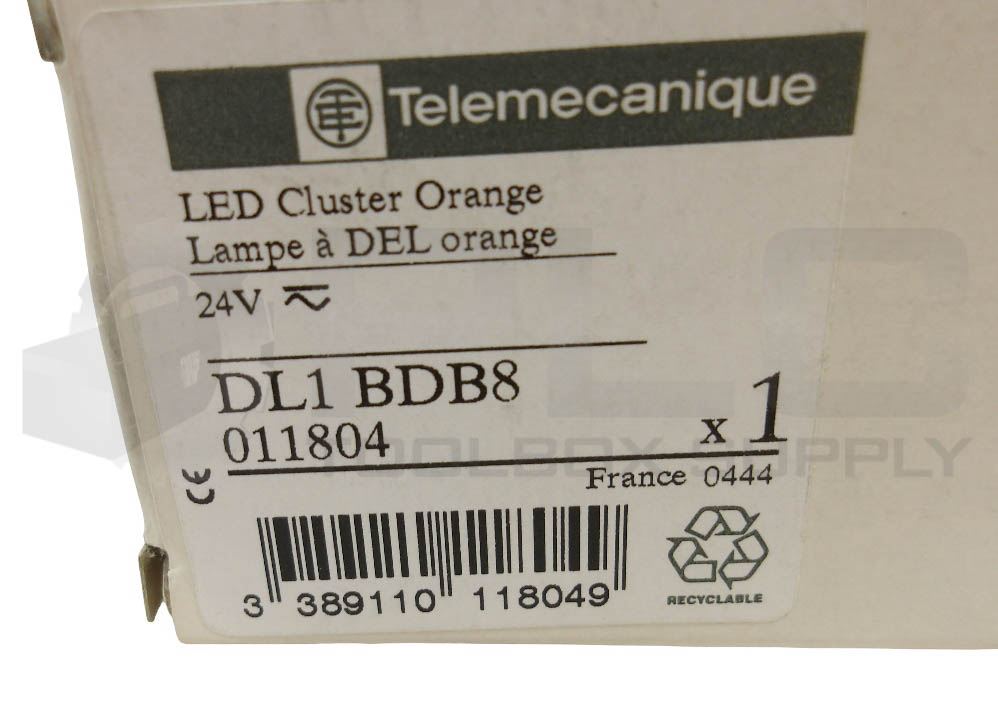 Telemecanique
LED Cluster Orange
Lampe à DEL orange
24V
DL1 BDB8
011804
x 1
CE
France 0444
3 389110 118049
RECYCLABLE
TOOLBOX SUPPLY